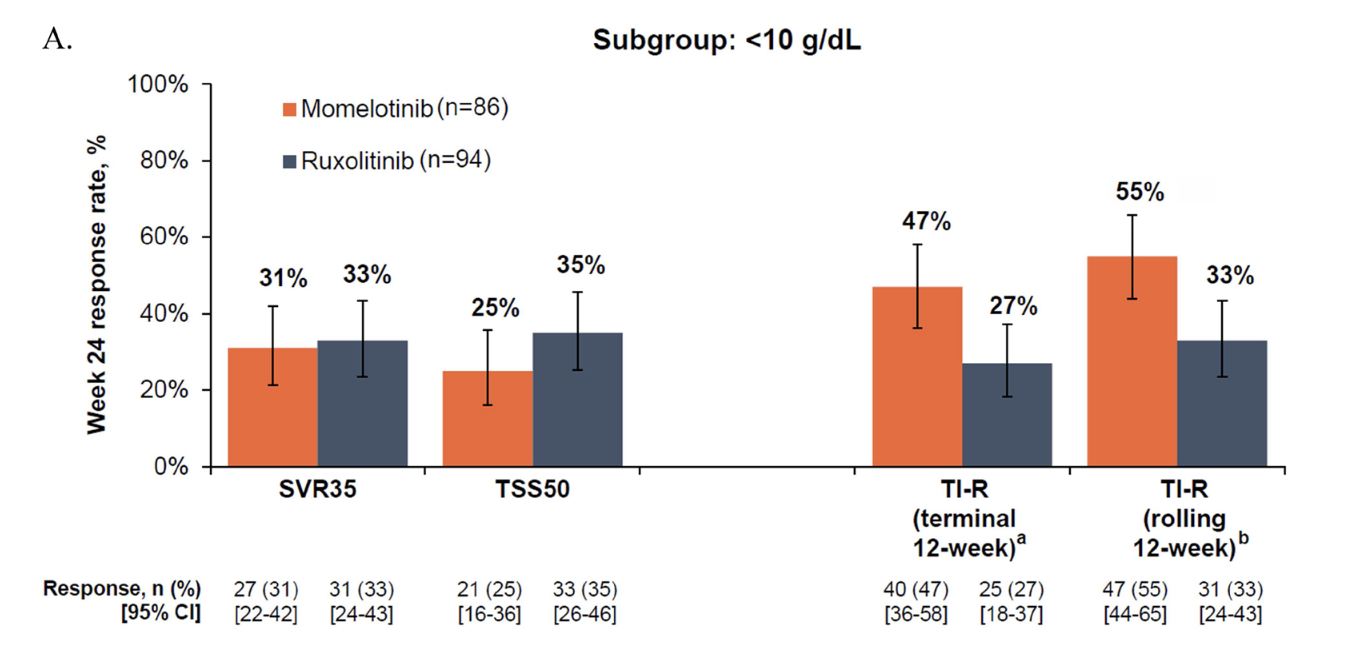 A.
Subgroup: <10 g/dL
Week 24 response rate, %
100%
80%
60%
40%
20%
0%
Momelotinib (n=86)
Ruxolitinib (n=94)
31%
33%
25%
35%
47%
27%
55%
33%
SVR35
TSS50
TI-R
(terminal
12-week)a
TI-R
(rolling
12-week)b
Response, n (%) 27 (31) 31 (33) 21 (25) 33 (35) 40 (47) 25 (27) 47 (55) 31 (33)
[95% CI] [22-42] [24-43] [16-36] [26-46] [36-58] [18-37] [44-65] [24-43]